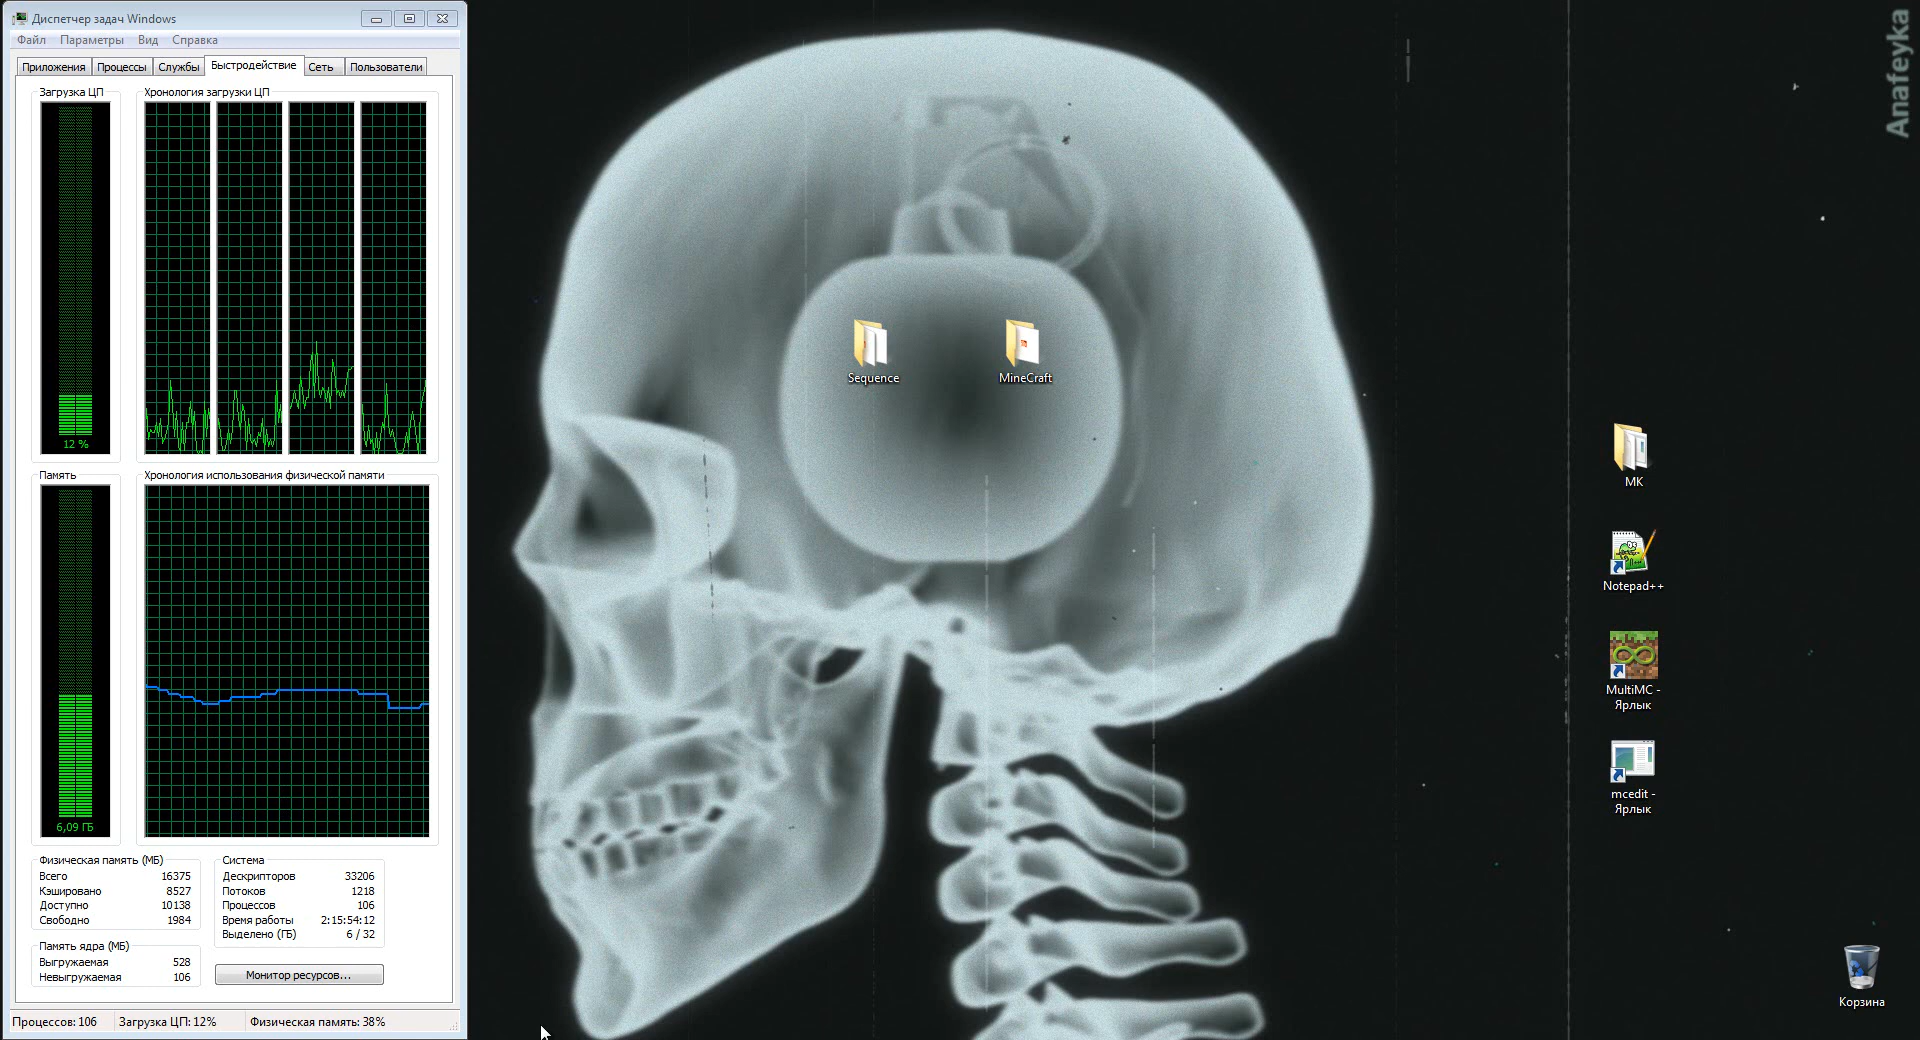 Диспетчер задач Windows
Файл Параметры Вид Справка
Приложения Процессы Службы Быстродействие Сеть Пользователи
Загрузка ЦП
12 %
Хронология загрузки ЦП
Память
6,09 ГБ
Хронология использования физической памяти
Физическая память (МБ)
Всего 16375
Кэшировано 8527
Доступно 10138
Свободно 1984
Память ядра (МБ)
Выгружаемая 528
Невыгружаемая 106
Система
Дескрипторов 33206
Потоков 1218
Процессов 106
Время работы 2:15:54:12
Выделено (ГБ) 6 / 32
Монитор ресурсов...
Процессов: 106 Загрузка ЦП: 12% Физическая память: 38%
Sequence
MineCraft
Anafeyka
МК
Notepad++
MultiMC -
Ярлык
mcedit -
Ярлык
Корзина